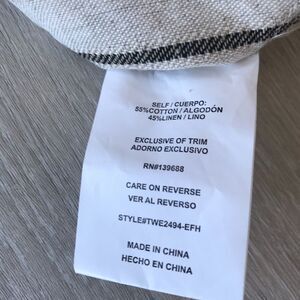 SELF / CUERPO:
55%COTTON / ALGODÓN
45%LINEN / LINO
EXCLUSIVE OF TRIM
ADORNO EXCLUSIVO
RN#139688
CARE ON REVERSE
VER AL REVERSO
STYLE#TWE2494-EFH
MADE IN CHINA
HECHO EN CHINA